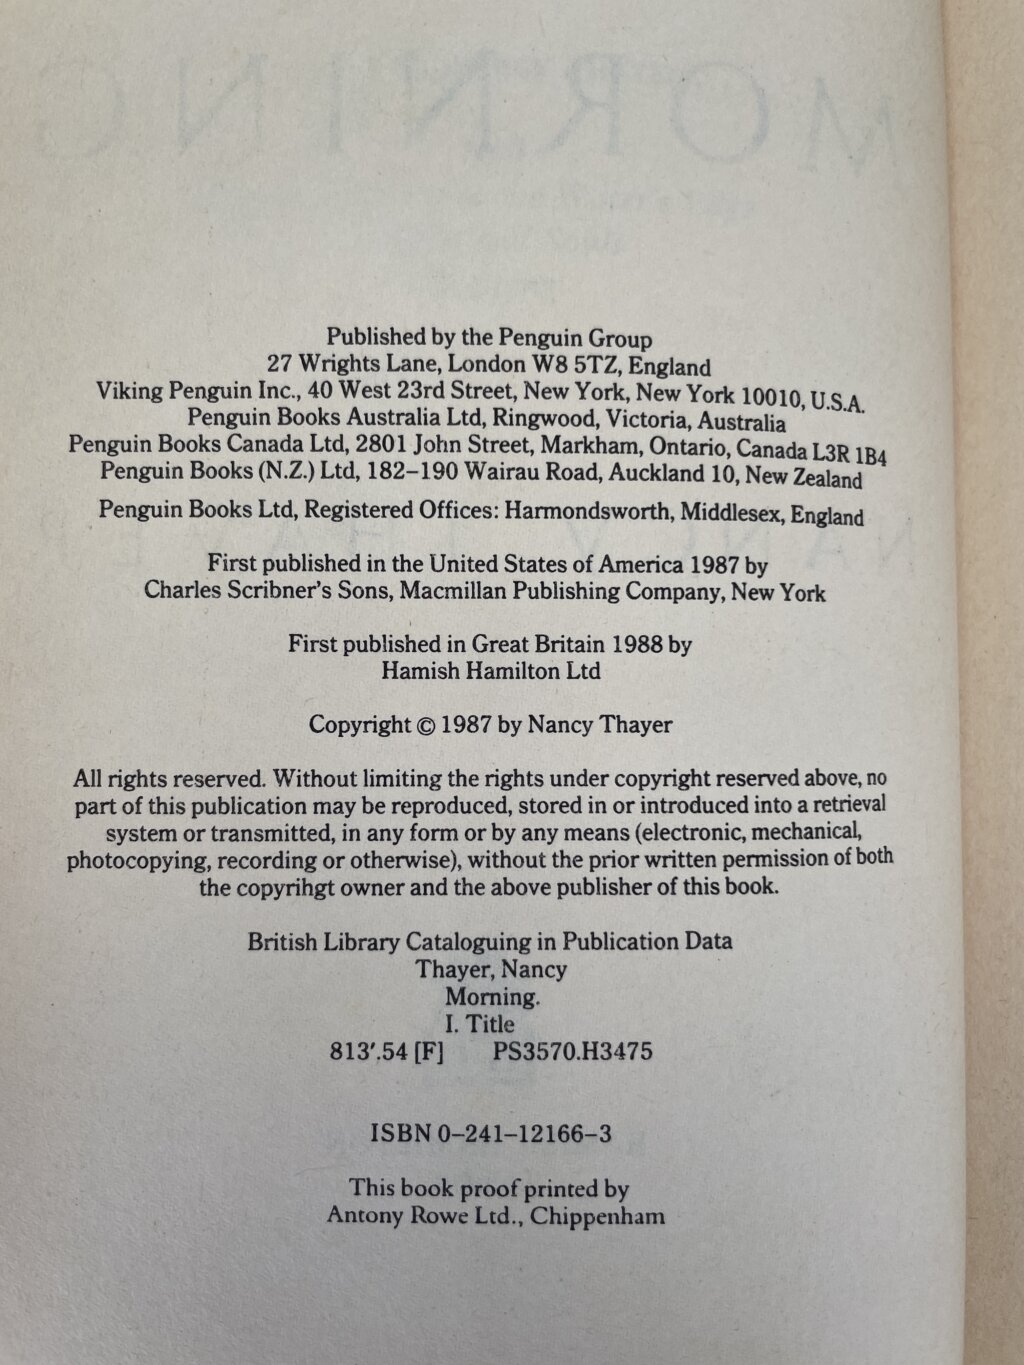 Published by the Penguin Group
27 Wrights Lane, London W8 5TZ, England
Viking Penguin Inc., 40 West 23rd Street, New York, New York 10010, U.S.A.
Penguin Books Australia Ltd, Ringwood, Victoria, Australia
Penguin Books Canada Ltd, 2801 John Street, Markham, Ontario, Canada L3R 1B4
Penguin Books (N.Z.) Ltd, 182–190 Wairau Road, Auckland 10, New Zealand
Penguin Books Ltd, Registered Offices: Harmondsworth, Middlesex, England
First published in the United States of America 1987 by
Charles Scribner's Sons, Macmillan Publishing Company, New York
First published in Great Britain 1988 by
Hamish Hamilton Ltd
Copyright © 1987 by Nancy Thayer
All rights reserved. Without limiting the rights under copyright reserved above, no
part of this publication may be reproduced, stored in or introduced into a retrieval
system or transmitted, in any form or by any means (electronic, mechanical,
photocopying, recording or otherwise), without the prior written permission of both
the copyrihgt owner and the above publisher of this book.
British Library Cataloguing in Publication Data
Thayer, Nancy
Morning.
I. Title
813′.54 [F] PS3570.H3475
ISBN 0–241–12166–3
This book proof printed by
Antony Rowe Ltd., Chippenham